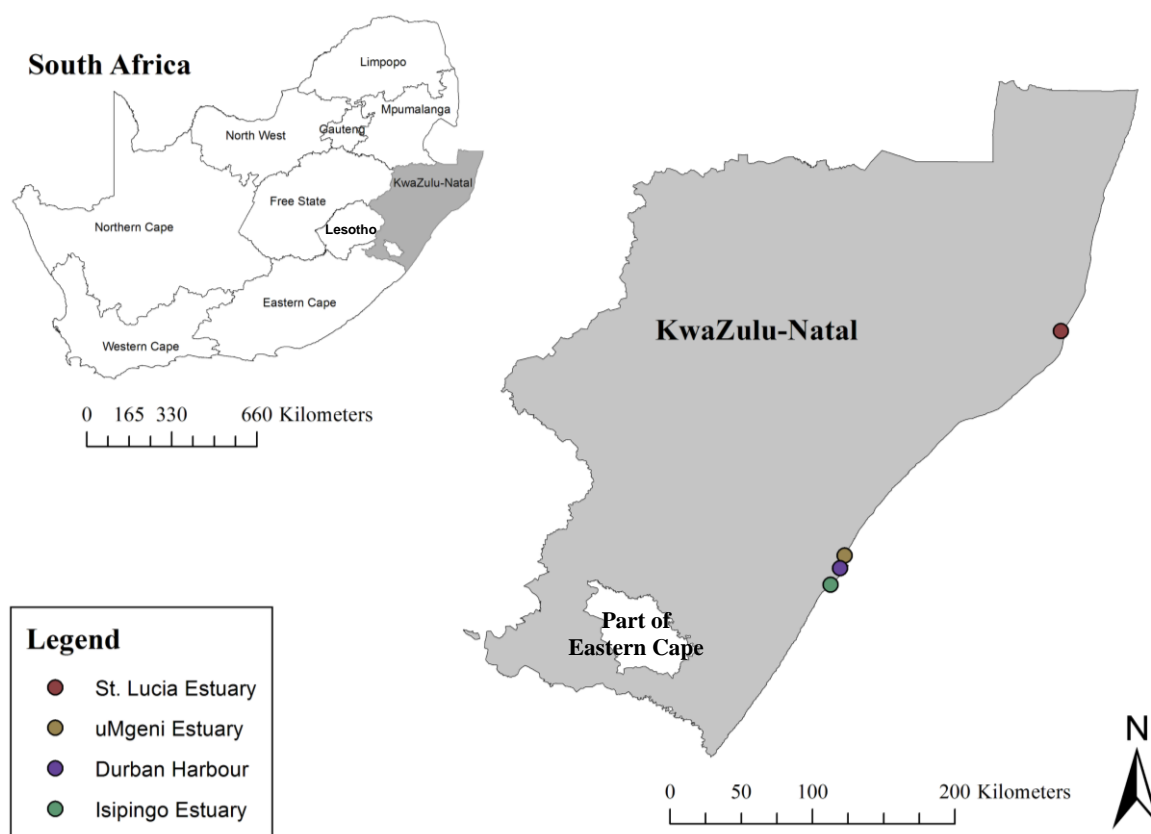 South Africa
Limpopo
Mpumalanga
North West
Gauteng
KwaZulu-Natal
Free State
Lesotho
Northern Cape
Eastern Cape
Western Cape
0 165 330 660 Kilometers
KwaZulu-Natal
Part of
Eastern Cape
Legend
St. Lucia Estuary
uMgeni Estuary
Durban Harbour
Isipingo Estuary
0 50 100 200 Kilometers
N